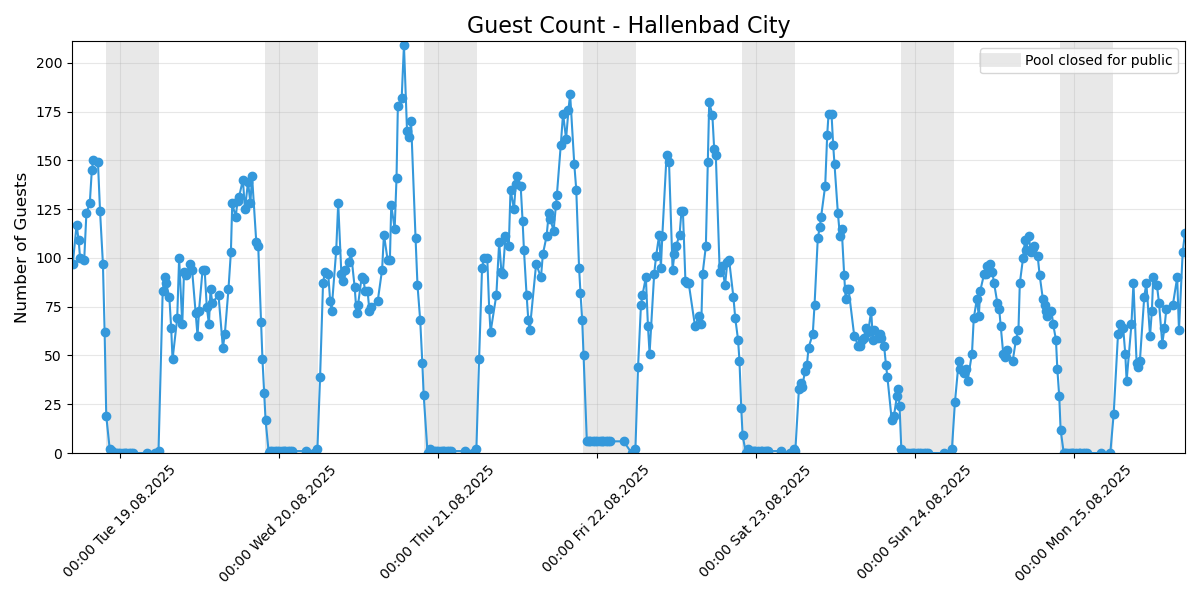 Guest Count - Hallenbad City
Pool closed for public
Number of Guests
200
175
150
125
100
75
50
25
0
00:00 Tue 19.08.2025
00:00 Wed 20.08.2025
00:00 Thu 21.08.2025
00:00 Fri 22.08.2025
00:00 Sat 23.08.2025
00:00 Sun 24.08.2025
00:00 Mon 25.08.2025